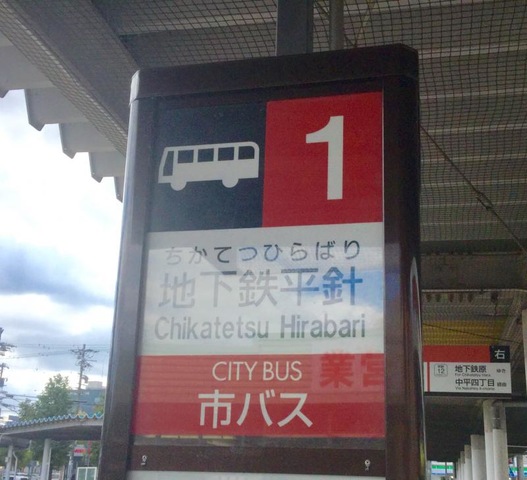 1
ちかてつひらばり
地下鉄平針
Chikatetsu Hirabari
CITY BUS
市バス
右
地下鉄原
中平四丁目